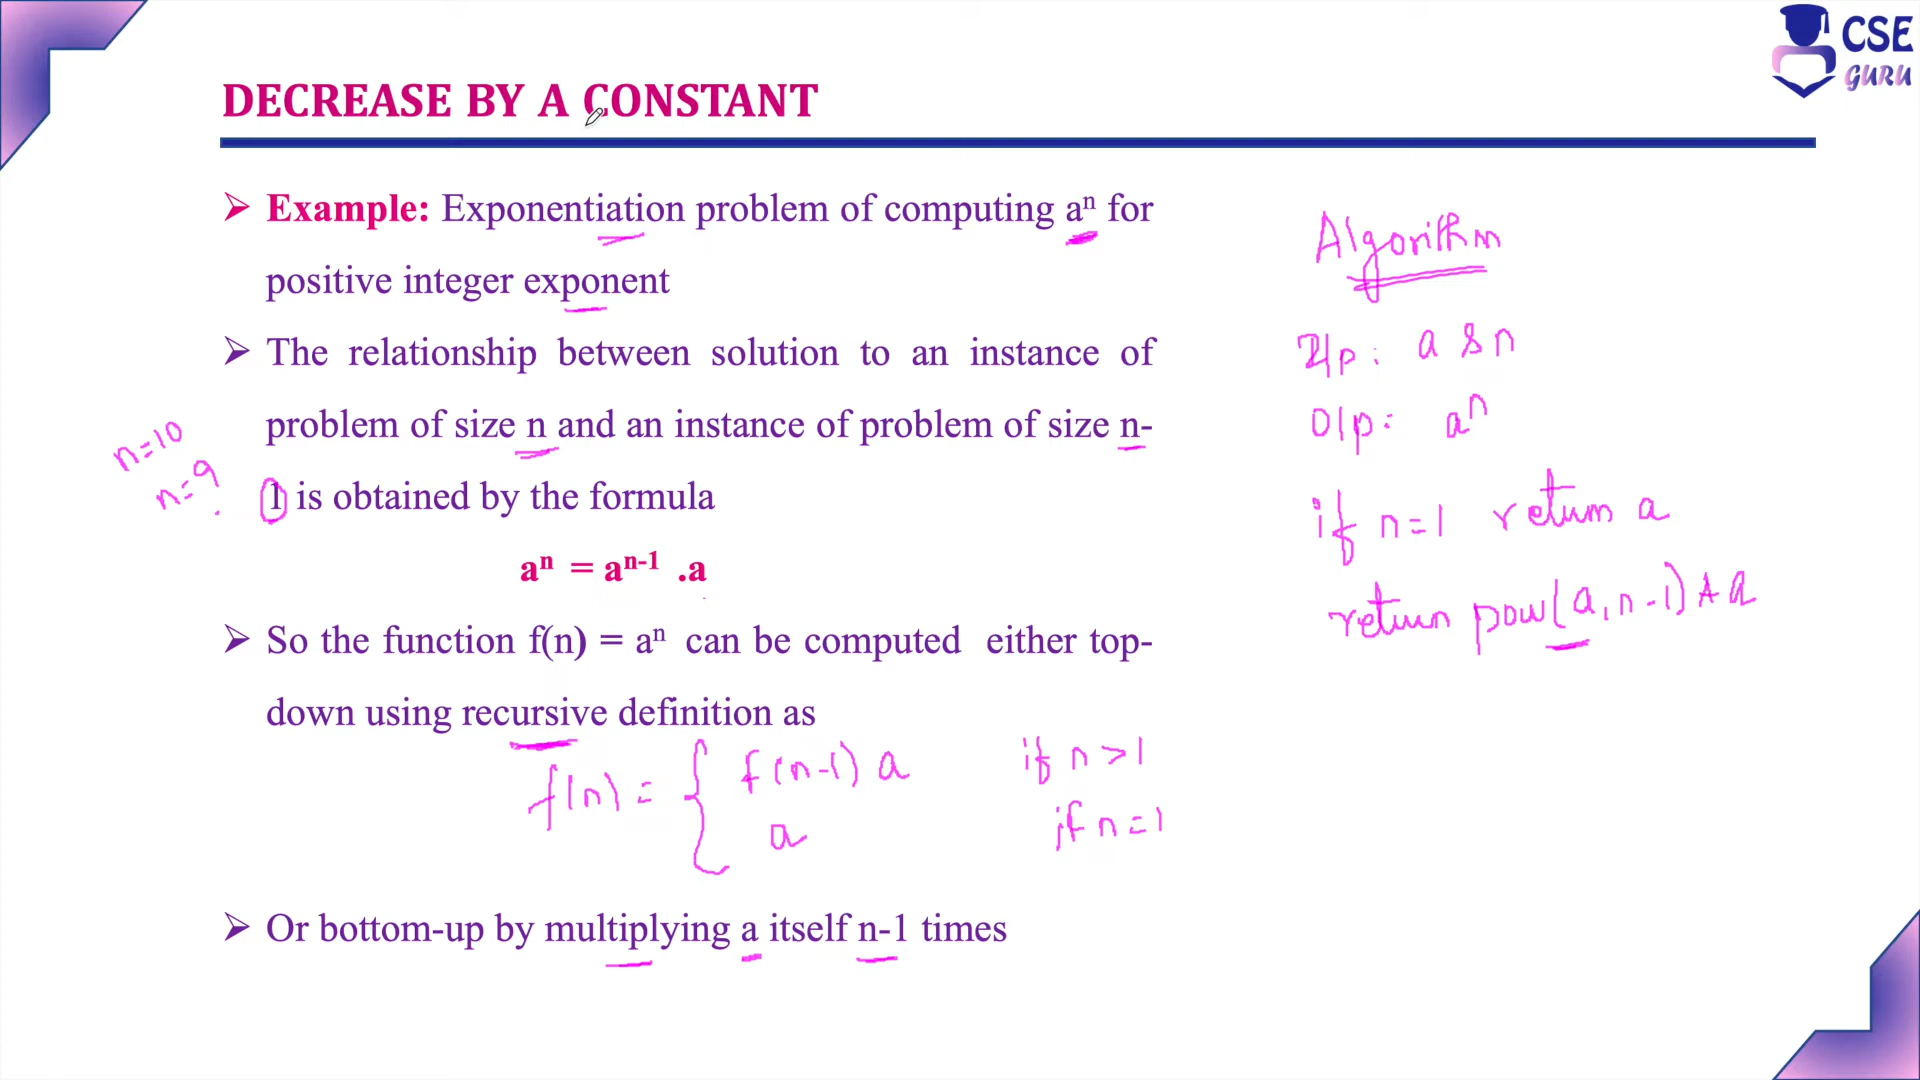 CSE
GURU
DECREASE BY A CONSTANT
➢ Example: Exponentiation problem of computing aⁿ for
positive integer exponent
➢ The relationship between solution to an instance of
problem of size n and an instance of problem of size n-
1 is obtained by the formula
aⁿ = aⁿ⁻¹ .a
➢ So the function f(n) = aⁿ can be computed either top-
down using recursive definition as
f(n) = { f(n-1) a if n > 1
a if n = 1
➢ Or bottom-up by multiplying a itself n-1 times
n=10
n=9
Algorithm
I/p: a & n
O/p: aⁿ
if n=1 return a
return pow(a, n-1) * a